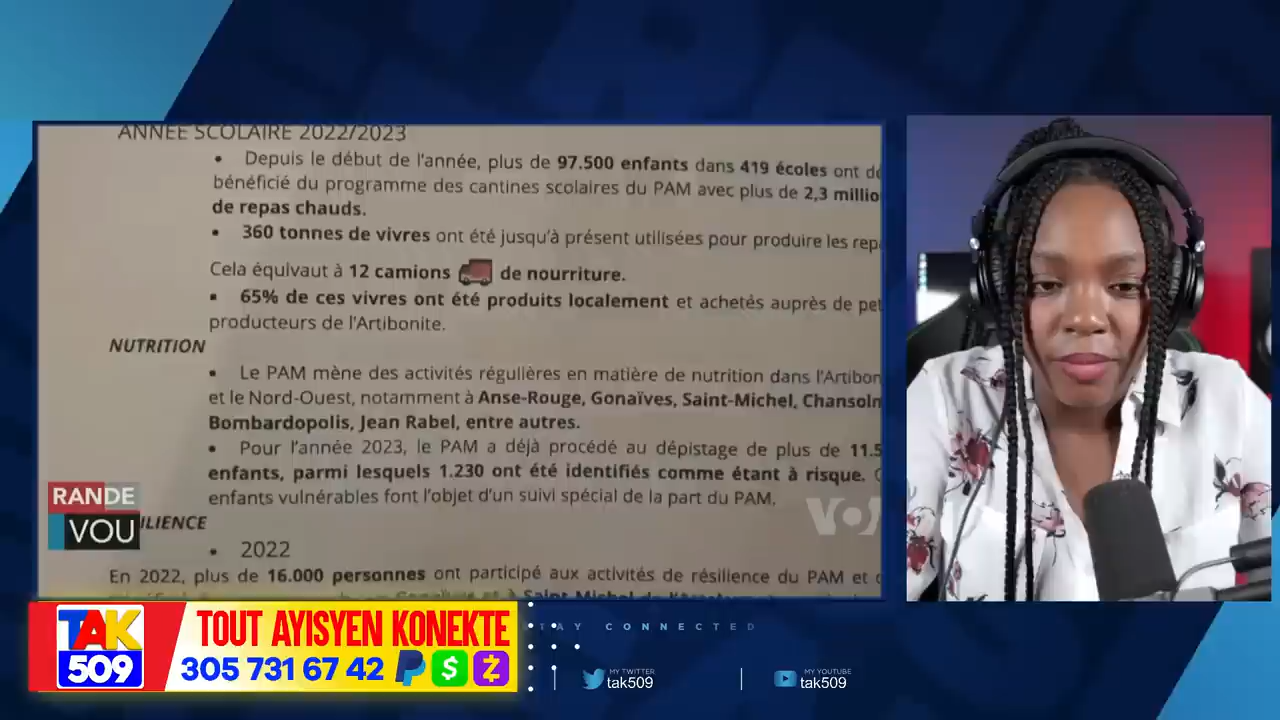 ANNÉE SCOLAIRE 2022/2023
• Depuis le début de l'année, plus de 97.500 enfants dans 419 écoles ont
bénéficié du programme des cantines scolaires du PAM avec plus de 2,3
de repas chauds.
• 360 tonnes de vivres ont été jusqu'à présent utilisées pour produire les
Cela équivaut à 12 camions de nourriture.
• 65% de ces vivres ont été produits localement et achetés auprès de
producteurs de l'Artibonite.
NUTRITION
• Le PAM mène des activités régulières en matière de nutrition dans
et le Nord-Ouest, notamment à Anse-Rouge, Gonaïves, Saint-Michel,
Bombardopolis, Jean Rabel, entre autres.
• Pour l'année 2023, le PAM a déjà procédé au dépistage de plus de
enfants, parmi lesquels 1.230 ont été identifiés comme étant à risque.
enfants vulnérables font l'objet d'un suivi spécial de la part du PAM.
RANDE
VOU
VOA
• 2022
En 2022, plus de 16.000 personnes ont participé aux activités de résilience du PAM et
TAK
509
TOUT AYISYEN KONEKTE
305 731 67 42
TAY CONNECTED
MY TWITTER
tak509
MY YOUTUBE
tak509